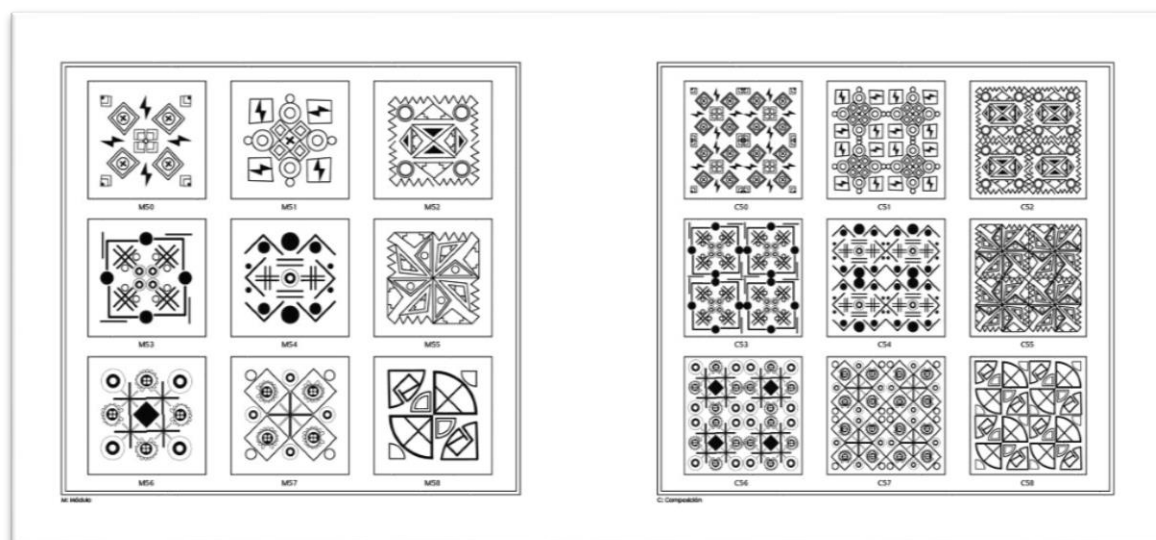 M50 M51 M52
M53 M54 M55
M56 M57 M58
M: Módulo
C50 C51 C52
C53 C54 C55
C56 C57 C58
C: Composición